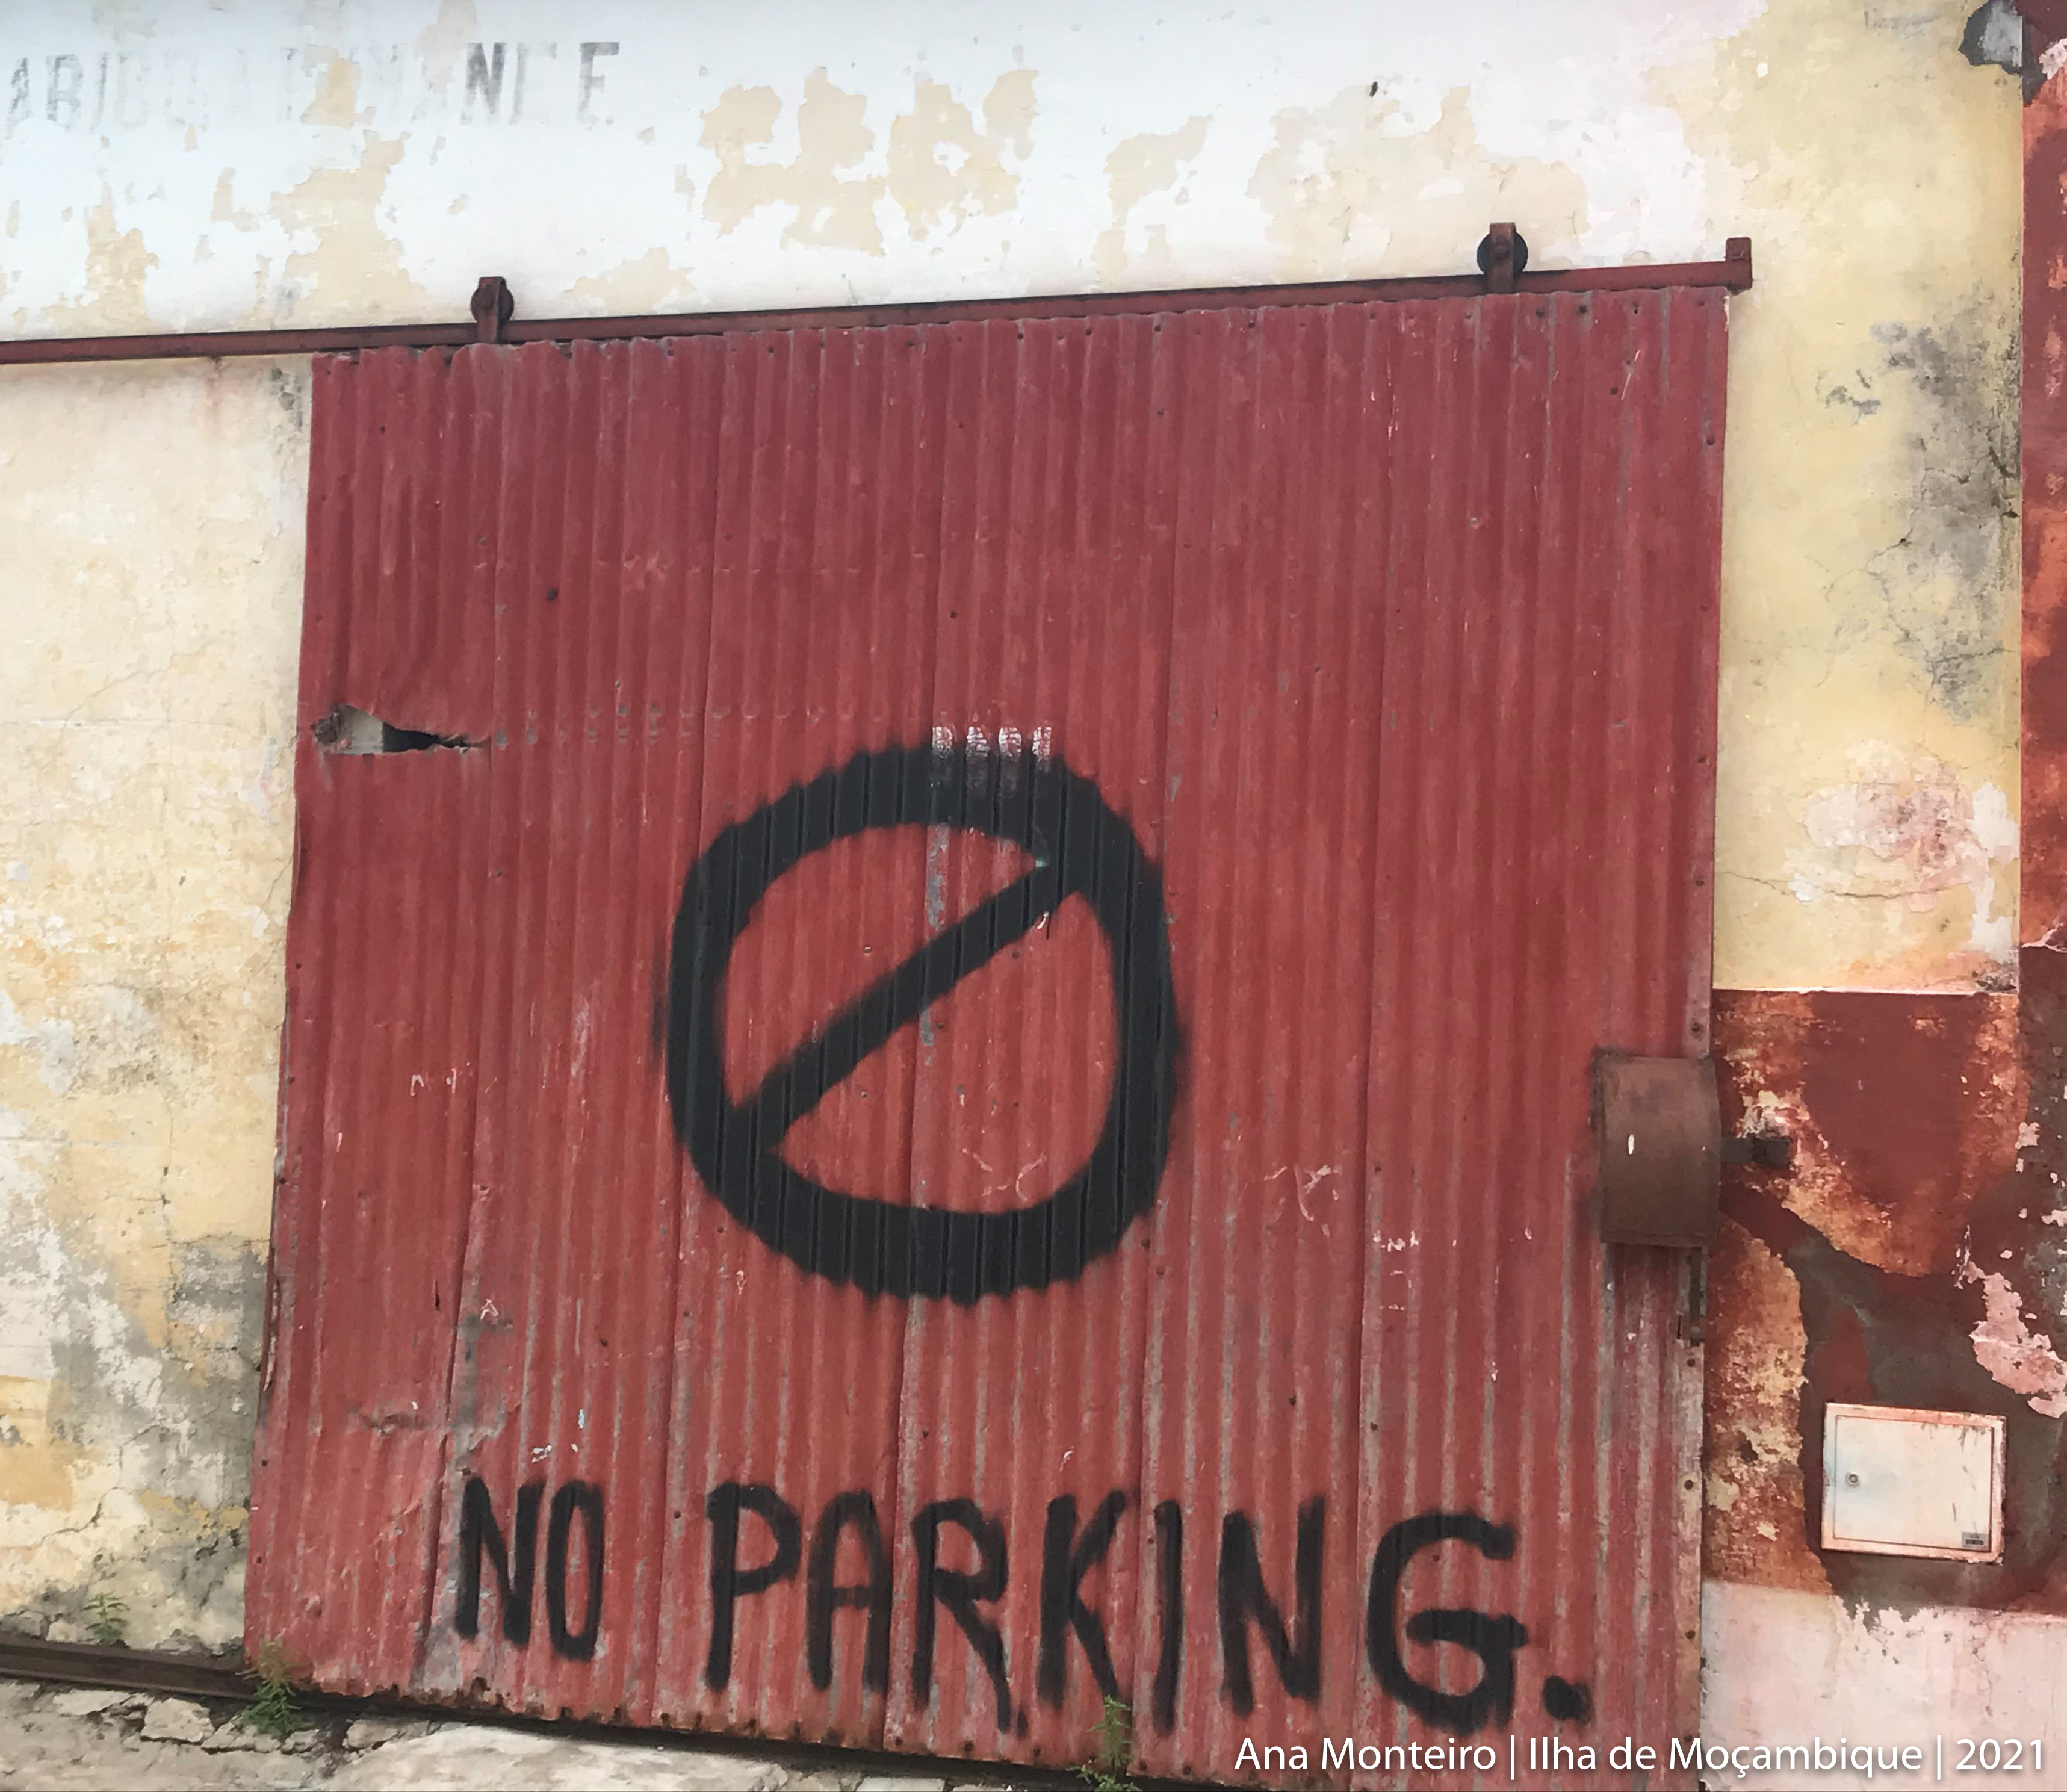 NO PARKING.
Ana Monteiro | Ilha de Moçambique | 2021